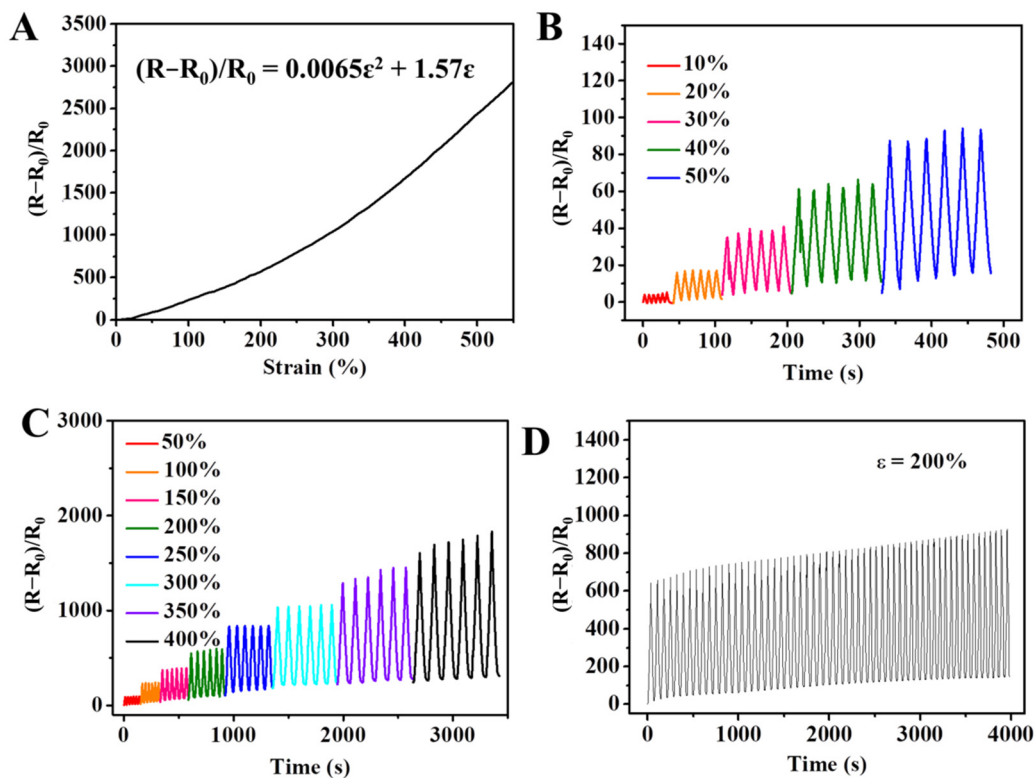 A
(R−R₀)/R₀ = 0.0065ε² + 1.57ε
3500
3000
2500
2000
1500
1000
500
0
(R−R₀)/R₀
0 100 200 300 400 500
Strain (%)
B
10%
20%
30%
40%
50%
140
120
100
80
60
40
20
0
(R−R₀)/R₀
0 100 200 300 400 500
Time (s)
C
50%
100%
150%
200%
250%
300%
350%
400%
3000
2000
1000
0
(R−R₀)/R₀
0 1000 2000 3000
Time (s)
D
ε = 200%
1400
1200
1000
800
600
400
200
0
(R−R₀)/R₀
0 1000 2000 3000 4000
Time (s)